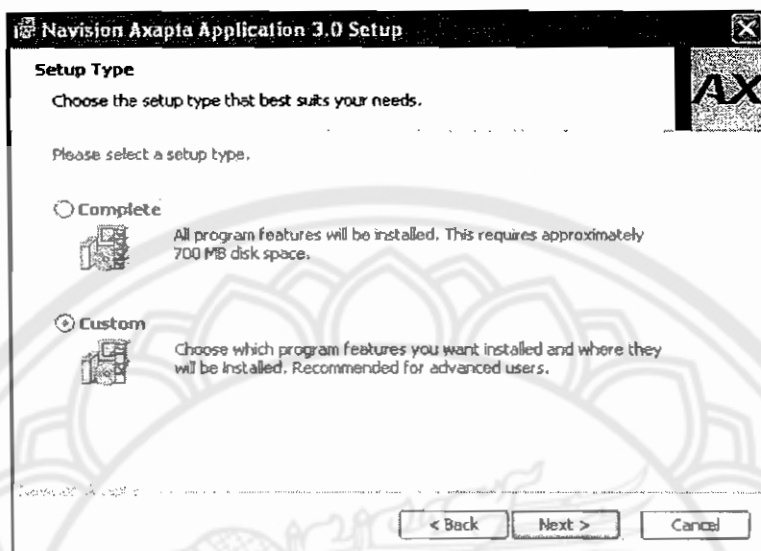 Navision Axapta Application 3.0 Setup
Setup Type
Choose the setup type that best suits your needs.
AX
Please select a setup type.
Complete
All program features will be installed. This requires approximately
700 MB disk space.
Custom
Choose which program features you want installed and where they
will be installed. Recommended for advanced users.
Navision Axapta
< Back
Next >
Cancel